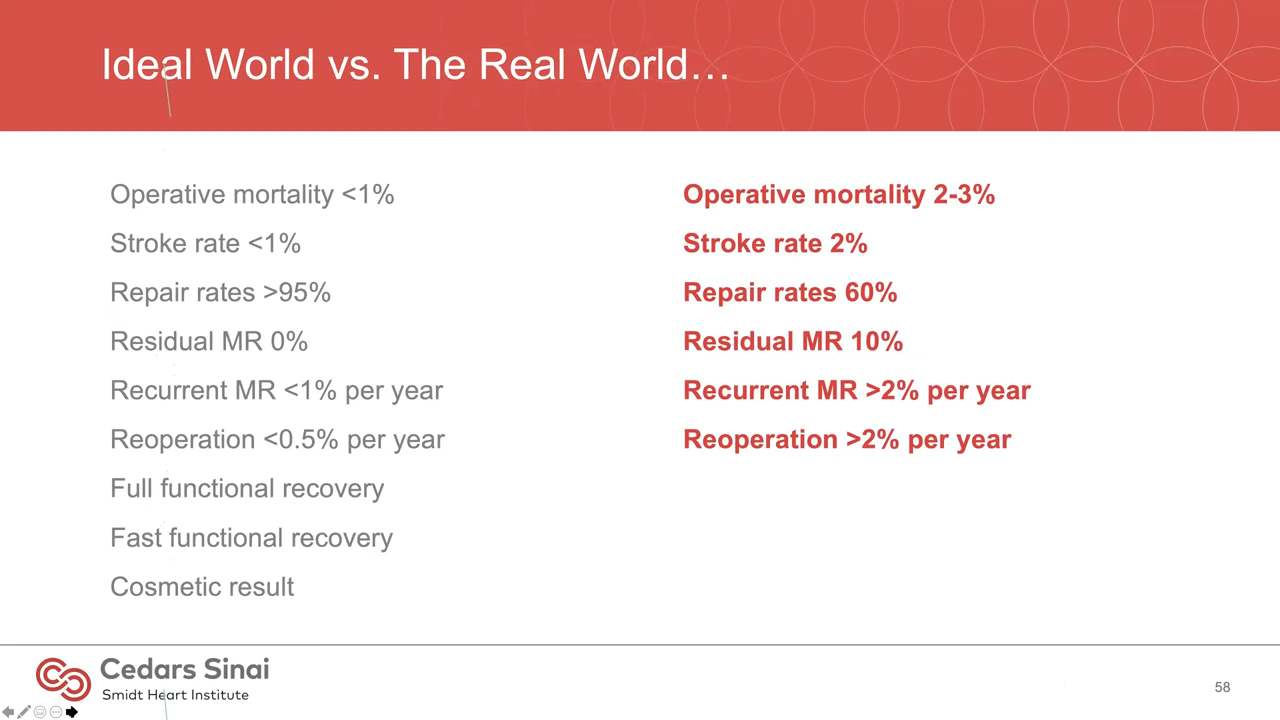 Ideal World vs. The Real World…
Operative mortality <1%
Stroke rate <1%
Repair rates >95%
Residual MR 0%
Recurrent MR <1% per year
Reoperation <0.5% per year
Full functional recovery
Fast functional recovery
Cosmetic result
Operative mortality 2-3%
Stroke rate 2%
Repair rates 60%
Residual MR 10%
Recurrent MR >2% per year
Reoperation >2% per year
Cedars Sinai
Smidt Heart Institute
58